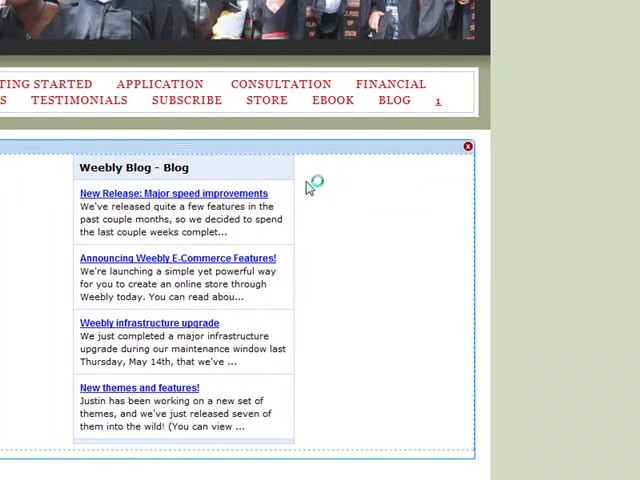 TING STARTED APPLICATION CONSULTATION FINANCIAL
S TESTIMONIALS SUBSCRIBE STORE EBOOK BLOG 1
Weebly Blog - Blog
New Release: Major speed improvements
We've released quite a few features in the
past couple months, so we decided to spend
the last couple weeks complet...
Announcing Weebly E-Commerce Features!
We're launching a simple yet powerful way
for you to create an online store through
Weebly today. You can read abou...
Weebly infrastructure upgrade
We just completed a major infrastructure
upgrade during our maintenance window last
Thursday, May 14th, that we've ...
New themes and features!
Justin has been working on a new set of
themes, and we've just released seven of
them into the wild! (You can view ...